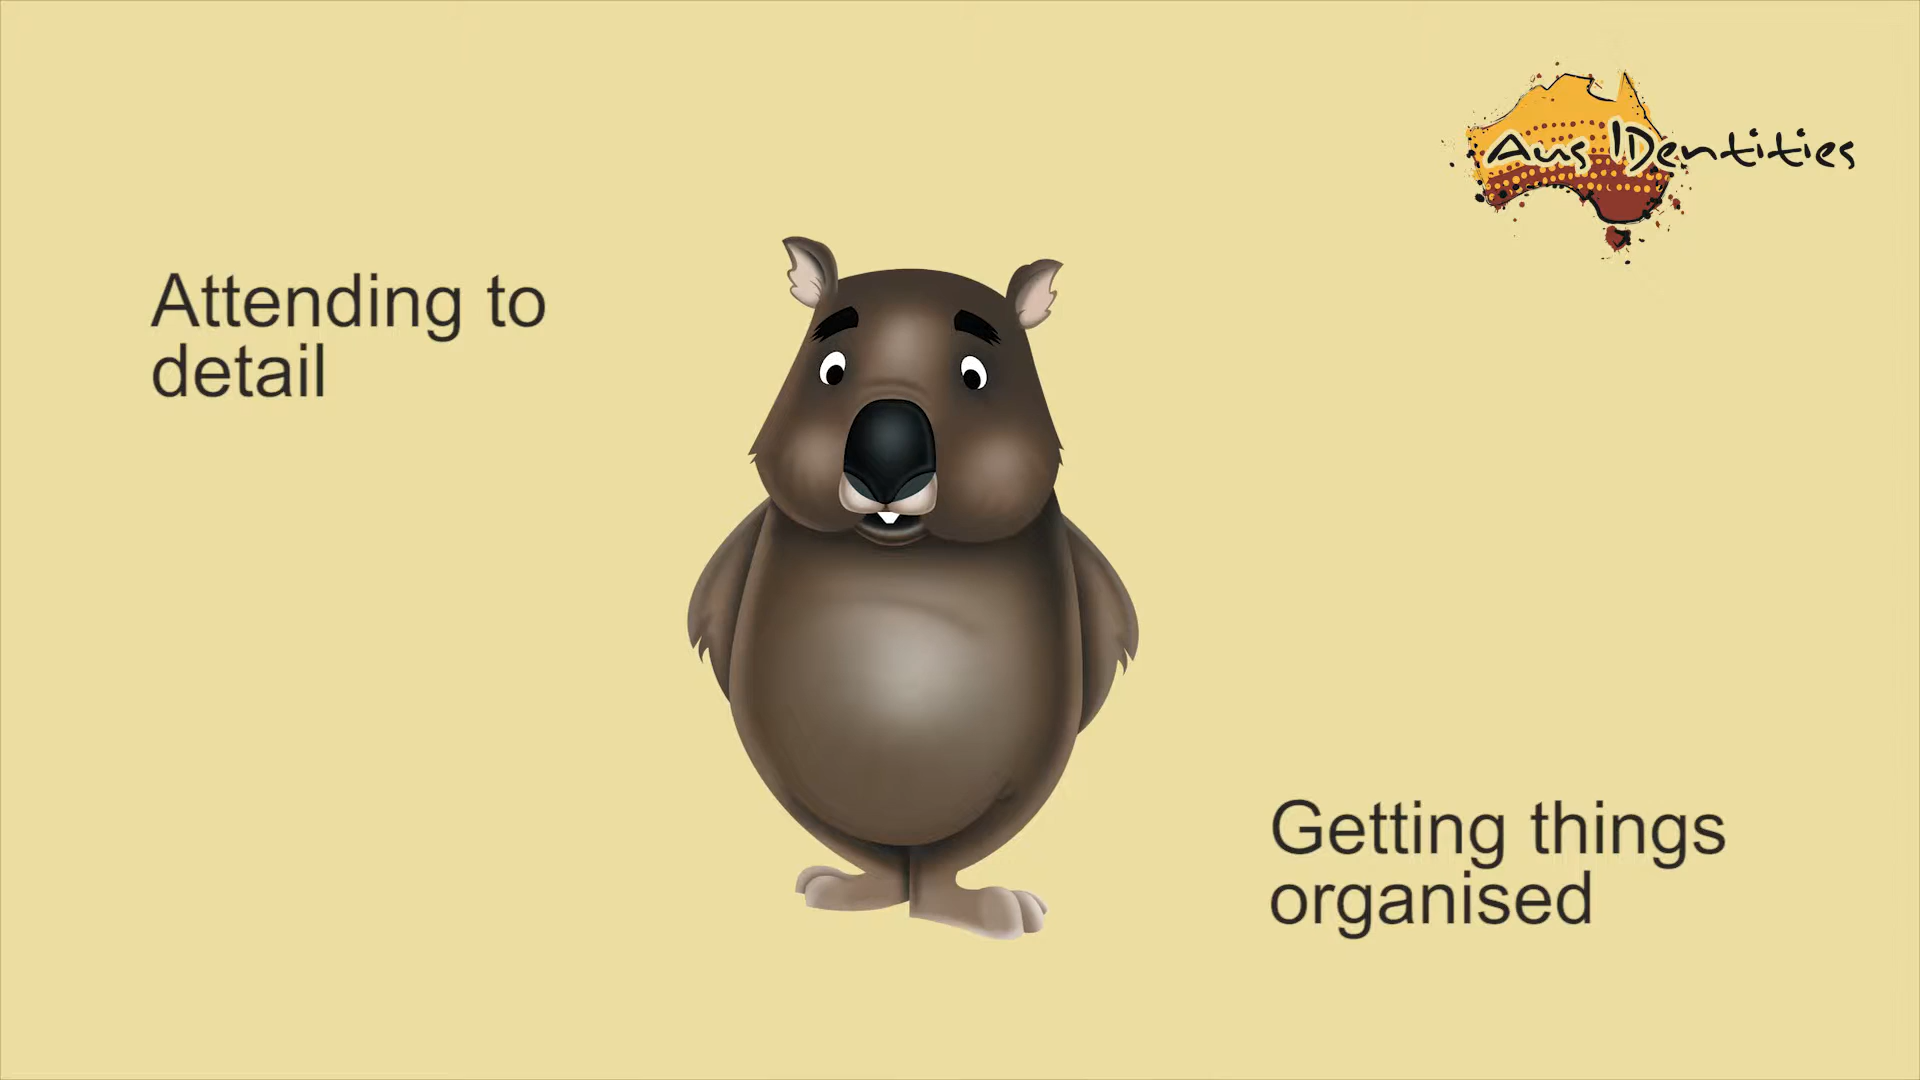 Aus IDentities
Attending to
detail
Getting things
organised